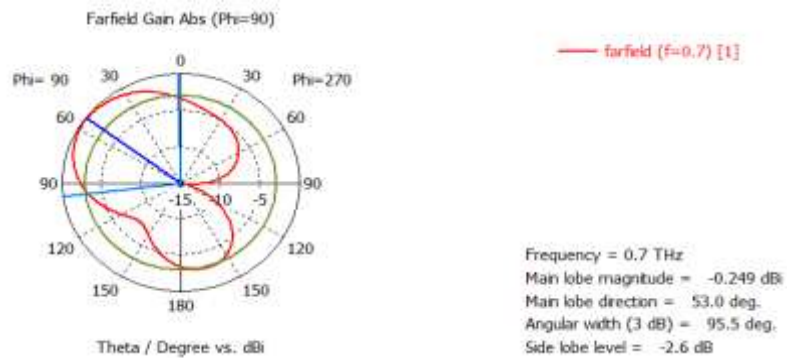 Farfield Gain Abs (Phi=90)
farfield (f=0.7) [1]
0
Phi= 90 30 30 Phi=270
60 60
90 -15 -10 -5 90
120 120
150 150
180
Theta / Degree vs. dBi
Frequency = 0.7 THz
Main lobe magnitude = -0.249 dBi
Main lobe direction = 53.0 deg.
Angular width (3 dB) = 95.5 deg.
Side lobe level = -2.6 dB